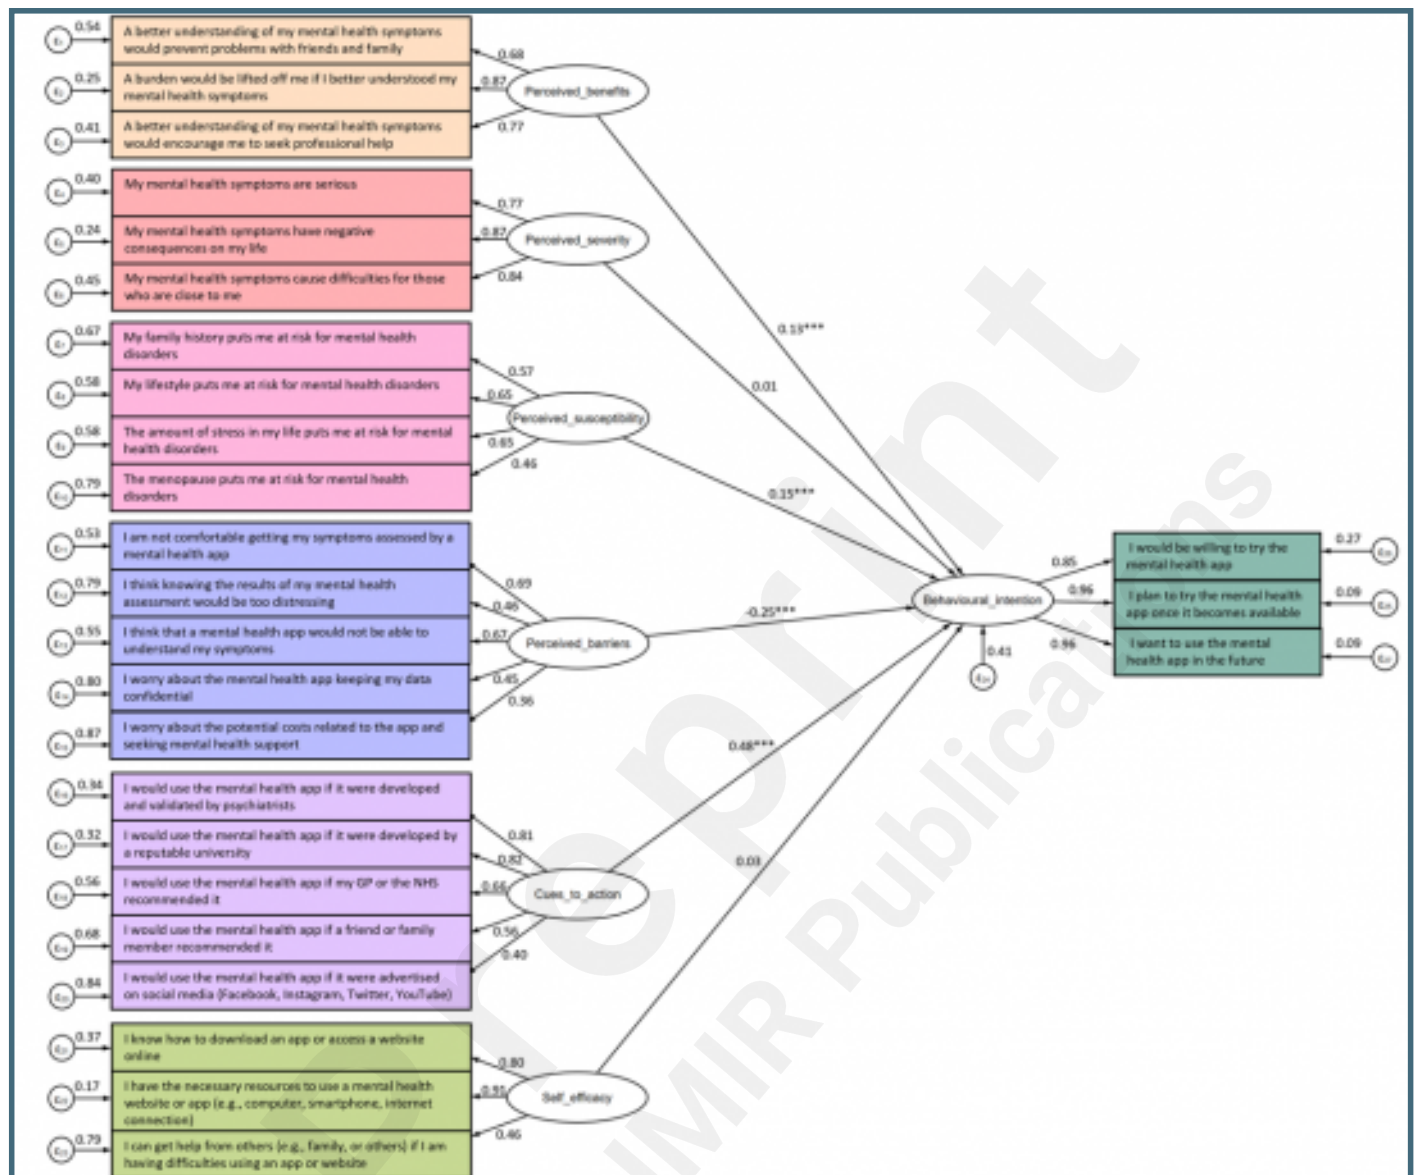 0.54
A better understanding of my mental health symptoms
would prevent problems with friends and family
0.68
0.25
A burden would be lifted off me if I better understood my
mental health symptoms
0.87
Perceived_benefits
0.41
A better understanding of my mental health symptoms
would encourage me to seek professional help
0.77
0.40
My mental health symptoms are serious
0.77
0.24
My mental health symptoms have negative
consequences on my life
0.87
Perceived_severity
0.45
My mental health symptoms cause difficulties for those
who are close to me
0.84
0.13***
0.01
0.67
My family history puts me at risk for mental health
disorders
0.57
0.58
My lifestyle puts me at risk for mental health disorders
0.65
Perceived_susceptibility
0.58
The amount of stress in my life puts me at risk for mental
health disorders
0.65
0.46
0.79
The menopause puts me at risk for mental health
disorders
0.15***
0.53
I am not comfortable getting my symptoms assessed by a
mental health app
0.69
0.79
I think knowing the results of my mental health
assessment would be too distressing
0.46
0.55
I think that a mental health app would not be able to
understand my symptoms
0.67
Perceived_barriers
0.80
I worry about the mental health app keeping my data
confidential
0.45
0.36
0.87
I worry about the potential costs related to the app and
seeking mental health support
-0.25***
Behavioural_intention
0.41
0.85
I would be willing to try the
mental health app
0.27
0.96
I plan to try the mental health
app once it becomes available
0.09
0.96
I want to use the mental
health app in the future
0.09
0.34
I would use the mental health app if it were developed
and validated by psychiatrists
0.81
0.32
I would use the mental health app if it were developed by
a reputable university
0.82
0.56
I would use the mental health app if my GP or the NHS
recommended it
0.66
Cues_to_action
0.68
I would use the mental health app if a friend or family
member recommended it
0.56
0.40
0.84
I would use the mental health app if it were advertised
on social media (Facebook, Instagram, Twitter, YouTube)
0.48***
0.03
0.37
I know how to download an app or access a website
online
0.80
0.17
I have the necessary resources to use a mental health
website or app (e.g., computer, smartphone, internet
connection)
0.91
Self_efficacy
0.79
I can get help from others (e.g., family, or others) if I am
having difficulties using an app or website
0.46
preprint
JMIR Publications